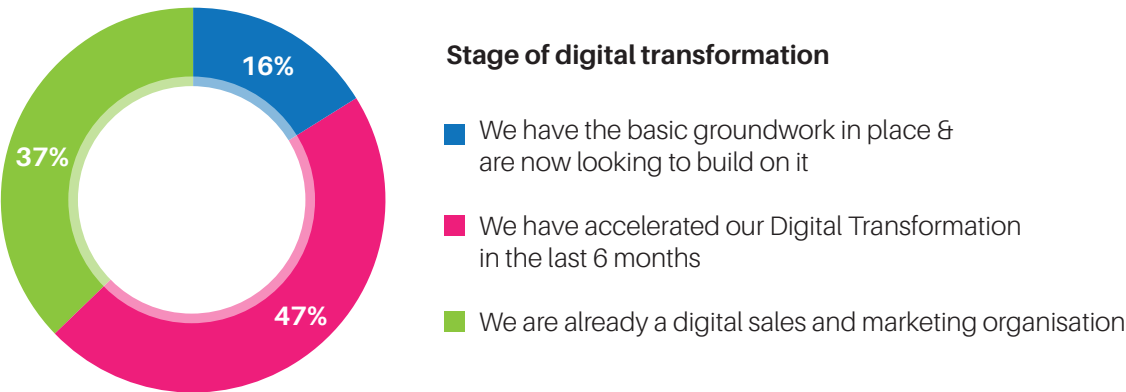 16%
37%
47%
Stage of digital transformation
We have the basic groundwork in place &
are now looking to build on it
We have accelerated our Digital Transformation
in the last 6 months
We are already a digital sales and marketing organisation